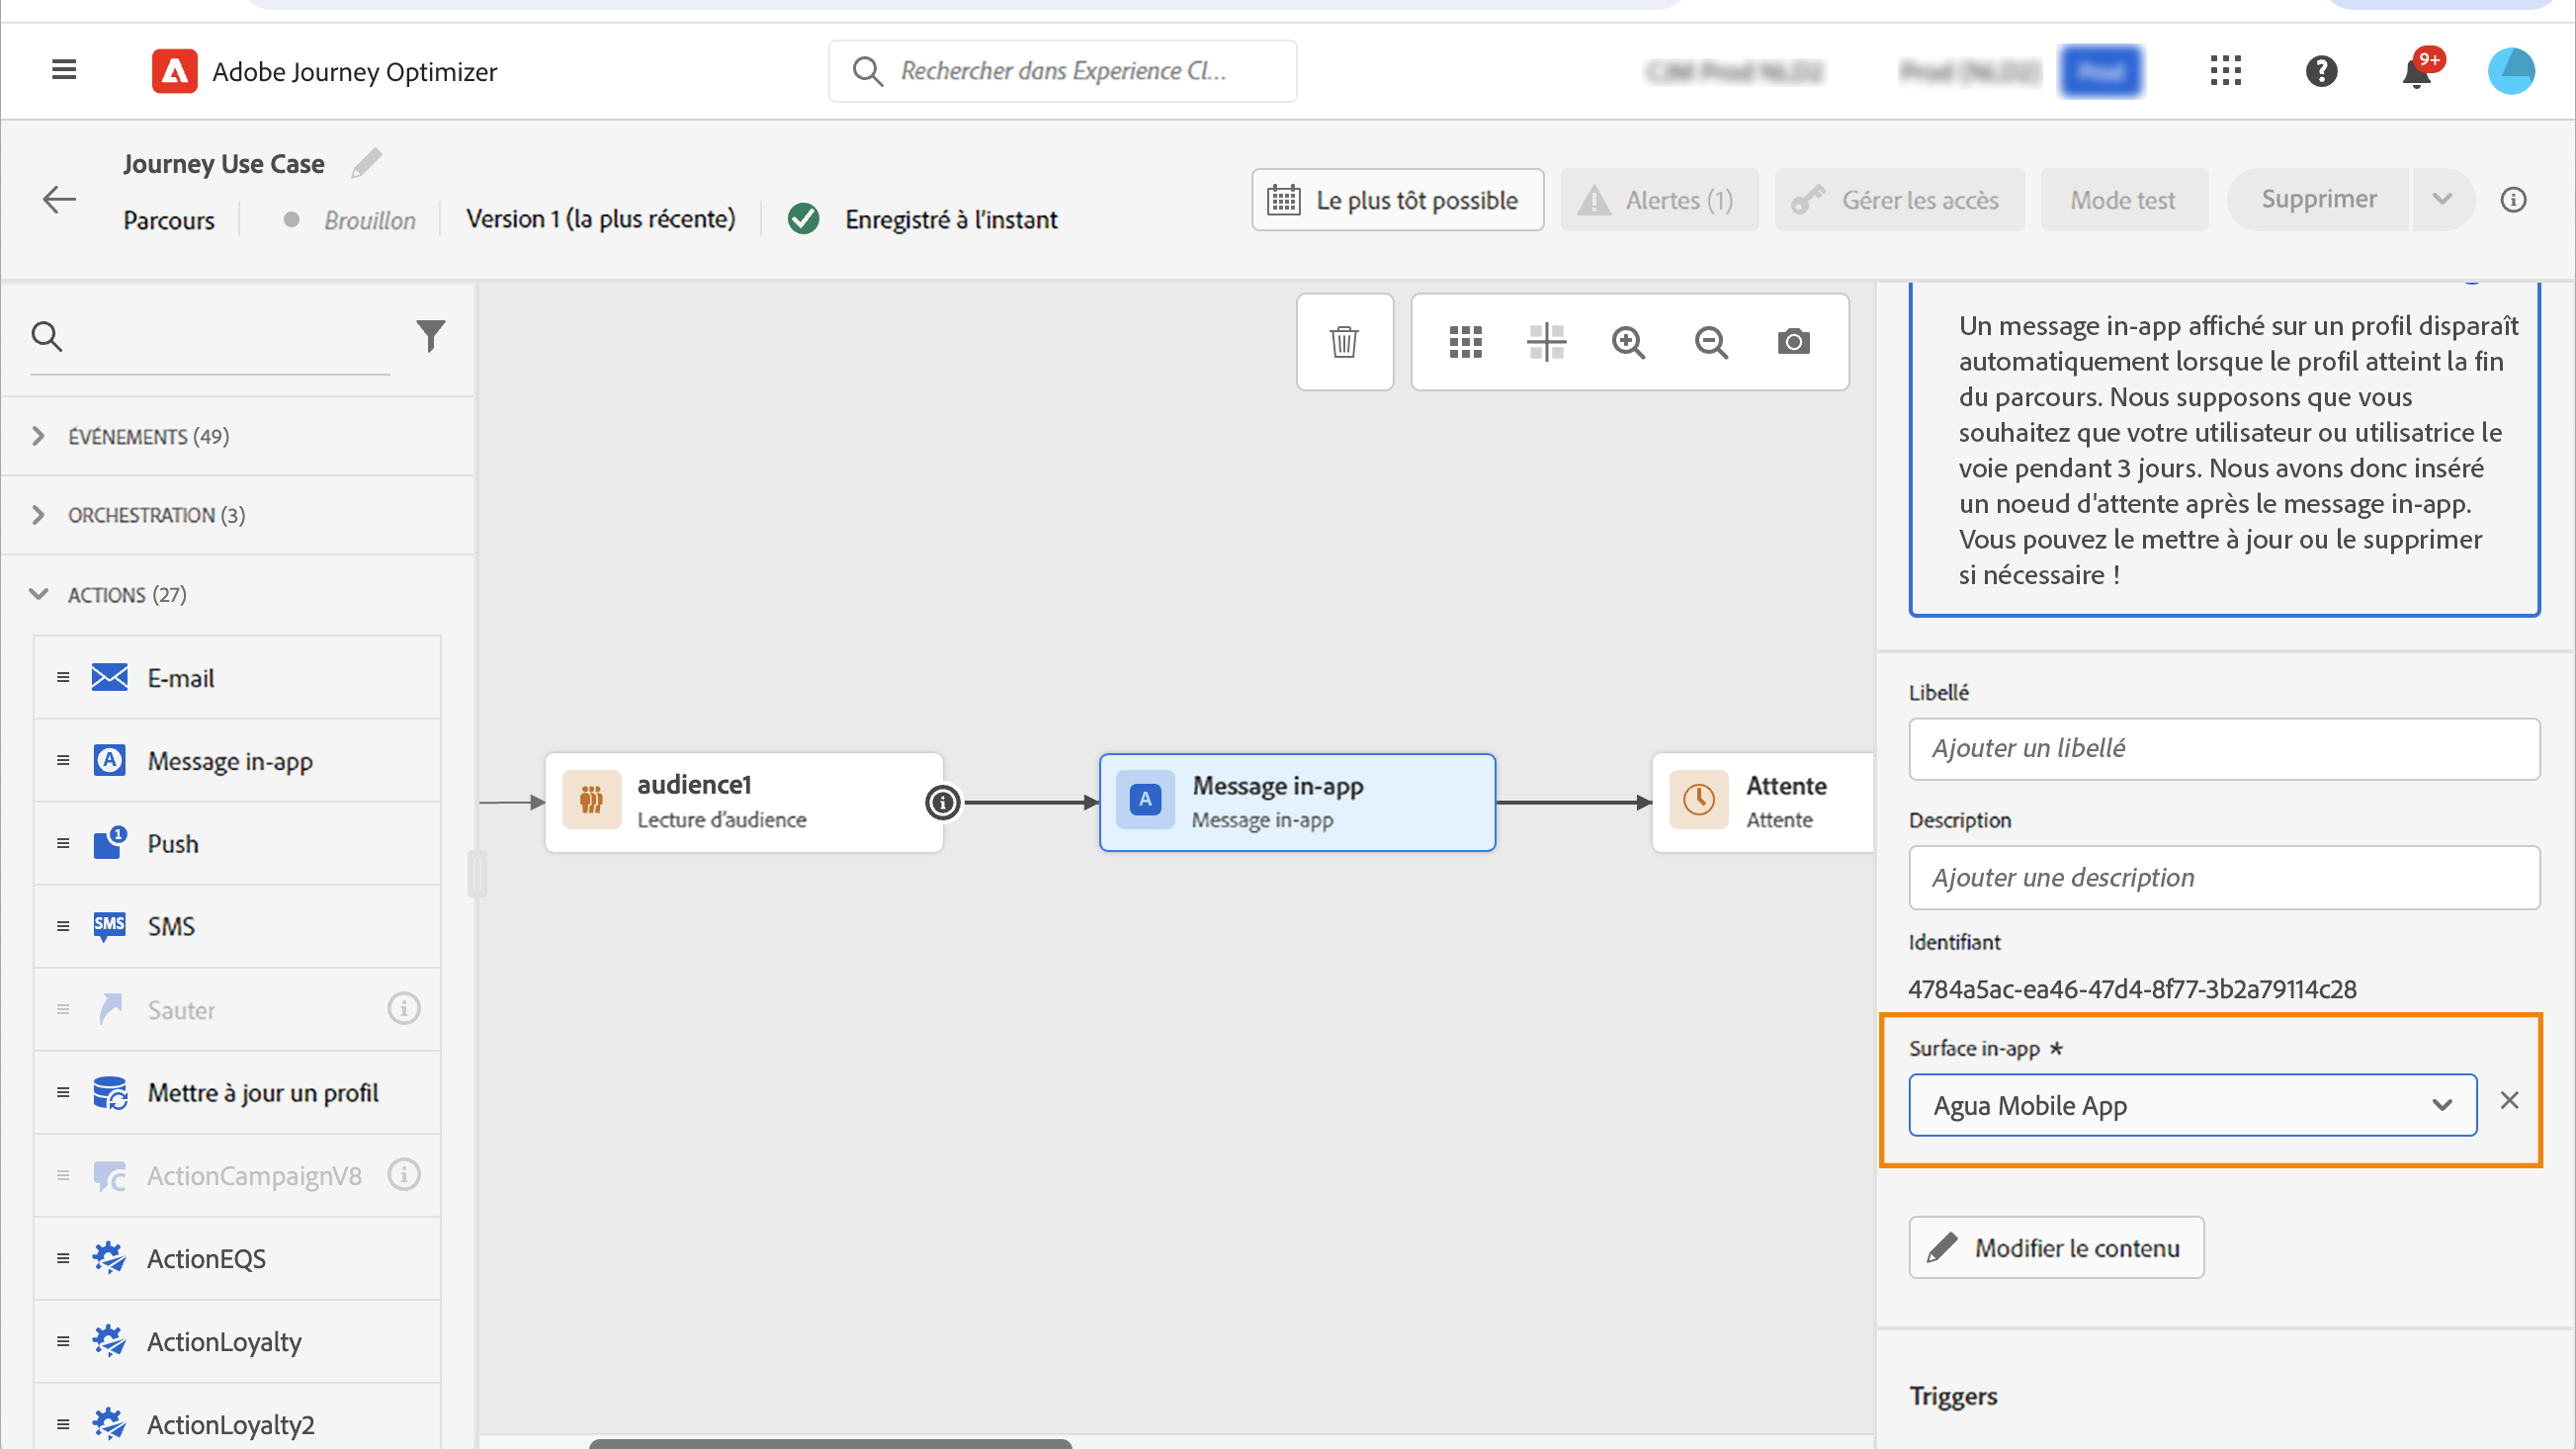 Adobe Journey Optimizer
Rechercher dans Experience Cl...
9+
Journey Use Case
Parcours
Brouillon
Version 1 (la plus récente)
Enregistré à l'instant
Le plus tôt possible
Alertes (1)
Gérer les accès
Mode test
Supprimer
ÉVÉNEMENTS (49)
ORCHESTRATION (3)
ACTIONS (27)
E-mail
Message in-app
Push
SMS
SMS
Sauter
Mettre à jour un profil
ActionCampaignV8
ActionEQS
ActionLoyalty
ActionLoyalty2
audience1
Lecture d'audience
Message in-app
Message in-app
Attente
Attente
Un message in-app affiché sur un profil disparaît
automatiquement lorsque le profil atteint la fin
du parcours. Nous supposons que vous
souhaitez que votre utilisateur ou utilisatrice le
voie pendant 3 jours. Nous avons donc inséré
un noeud d'attente après le message in-app.
Vous pouvez le mettre à jour ou le supprimer
si nécessaire !
Libellé
Ajouter un libellé
Description
Ajouter une description
Identifiant
4784a5ac-ea46-47d4-8f77-3b2a79114c28
Surface in-app *
Agua Mobile App
Modifier le contenu
Triggers